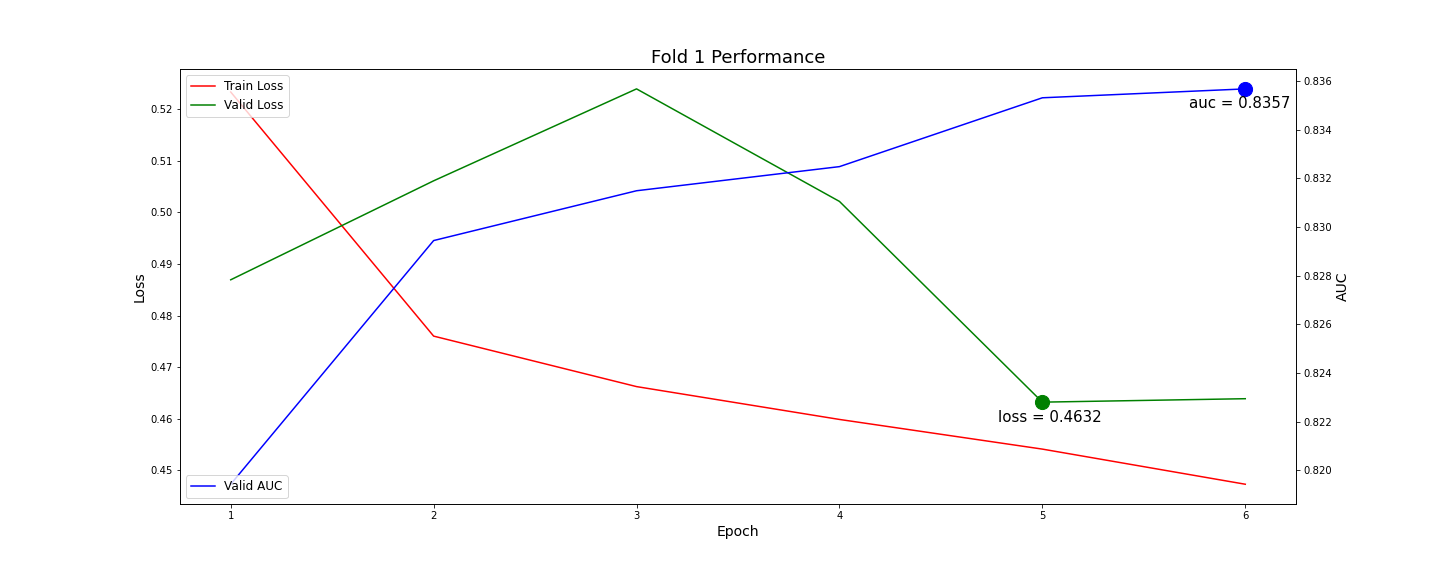 Fold 1 Performance
Train Loss
Valid Loss
Valid AUC
auc = 0.8357
loss = 0.4632
Loss
0.52
0.51
0.50
0.49
0.48
0.47
0.46
0.45
AUC
0.836
0.834
0.832
0.830
0.828
0.826
0.824
0.822
0.820
1 2 3 4 5 6
Epoch